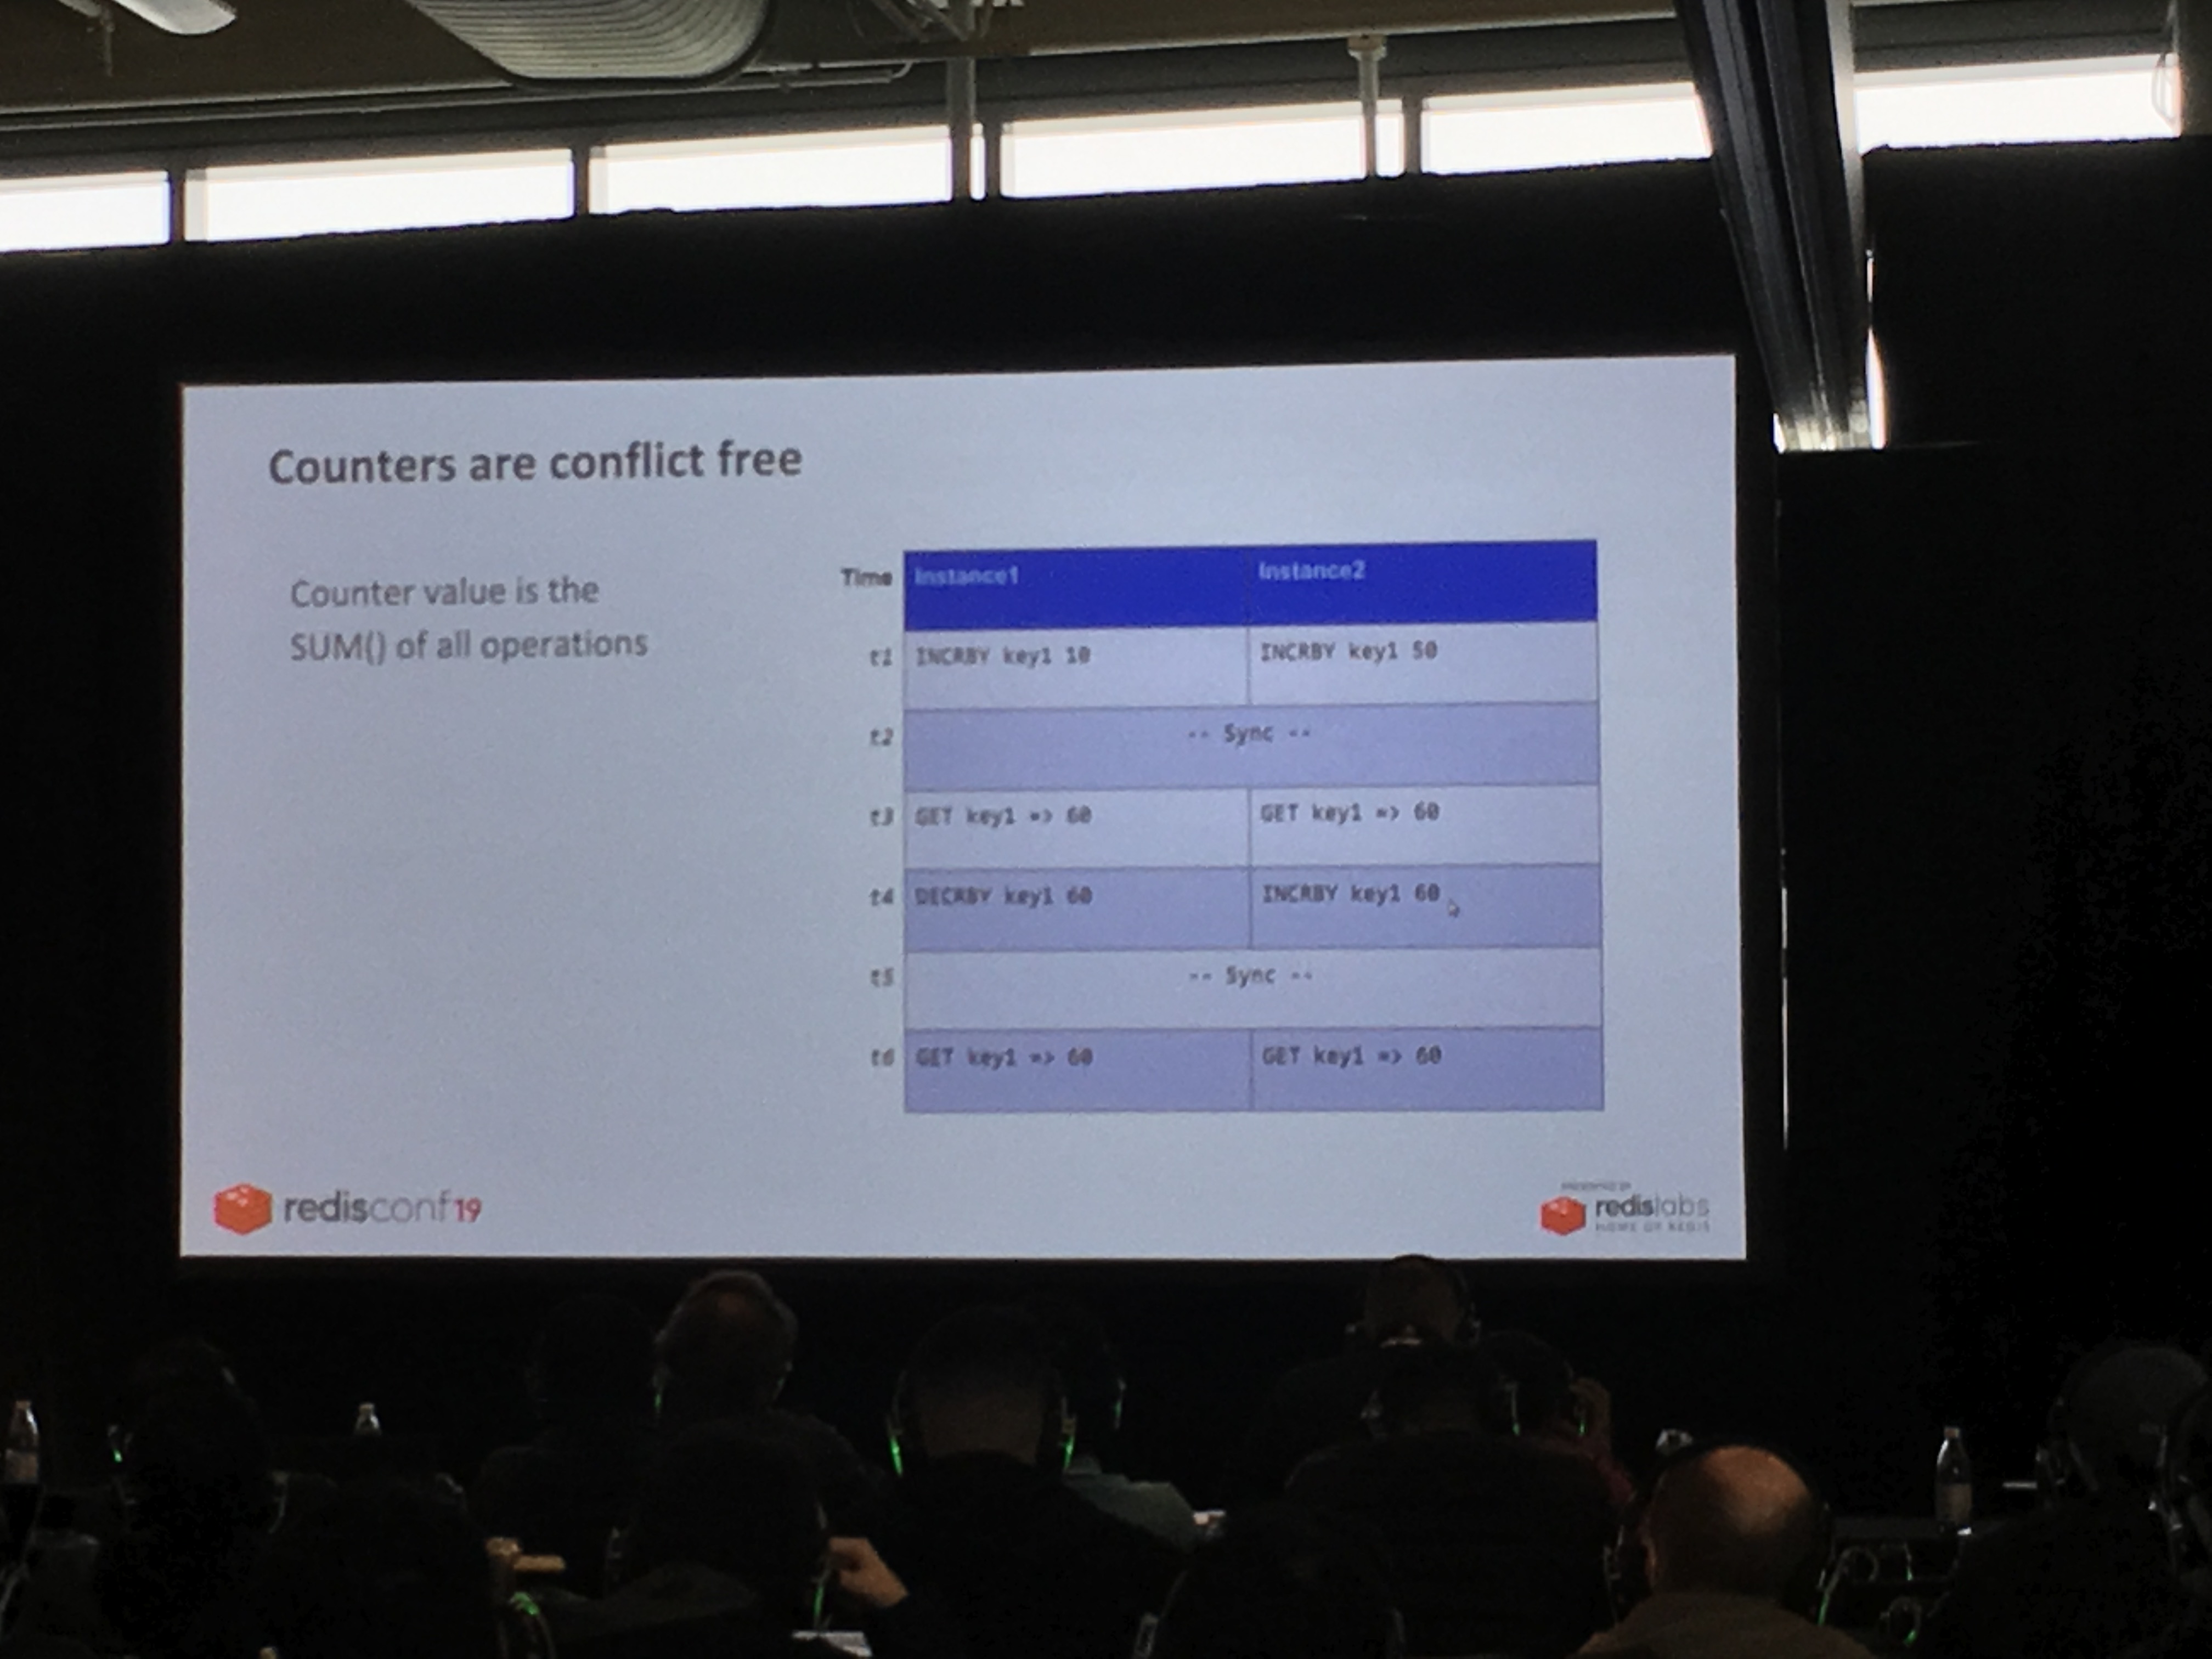 Counters are conflict free
Counter value is the
SUM() of all operations
Time Instance1 Instance2
t1 INCRBY key1 10 INCRBY key1 50
t2 -- Sync --
t3 GET key1 => 60 GET key1 => 60
t4 DECRBY key1 60 INCRBY key1 60
t5 -- Sync --
t6 GET key1 => 60 GET key1 => 60
redisconf19
PRESENTED BY
redislabs
HOME OF REDIS